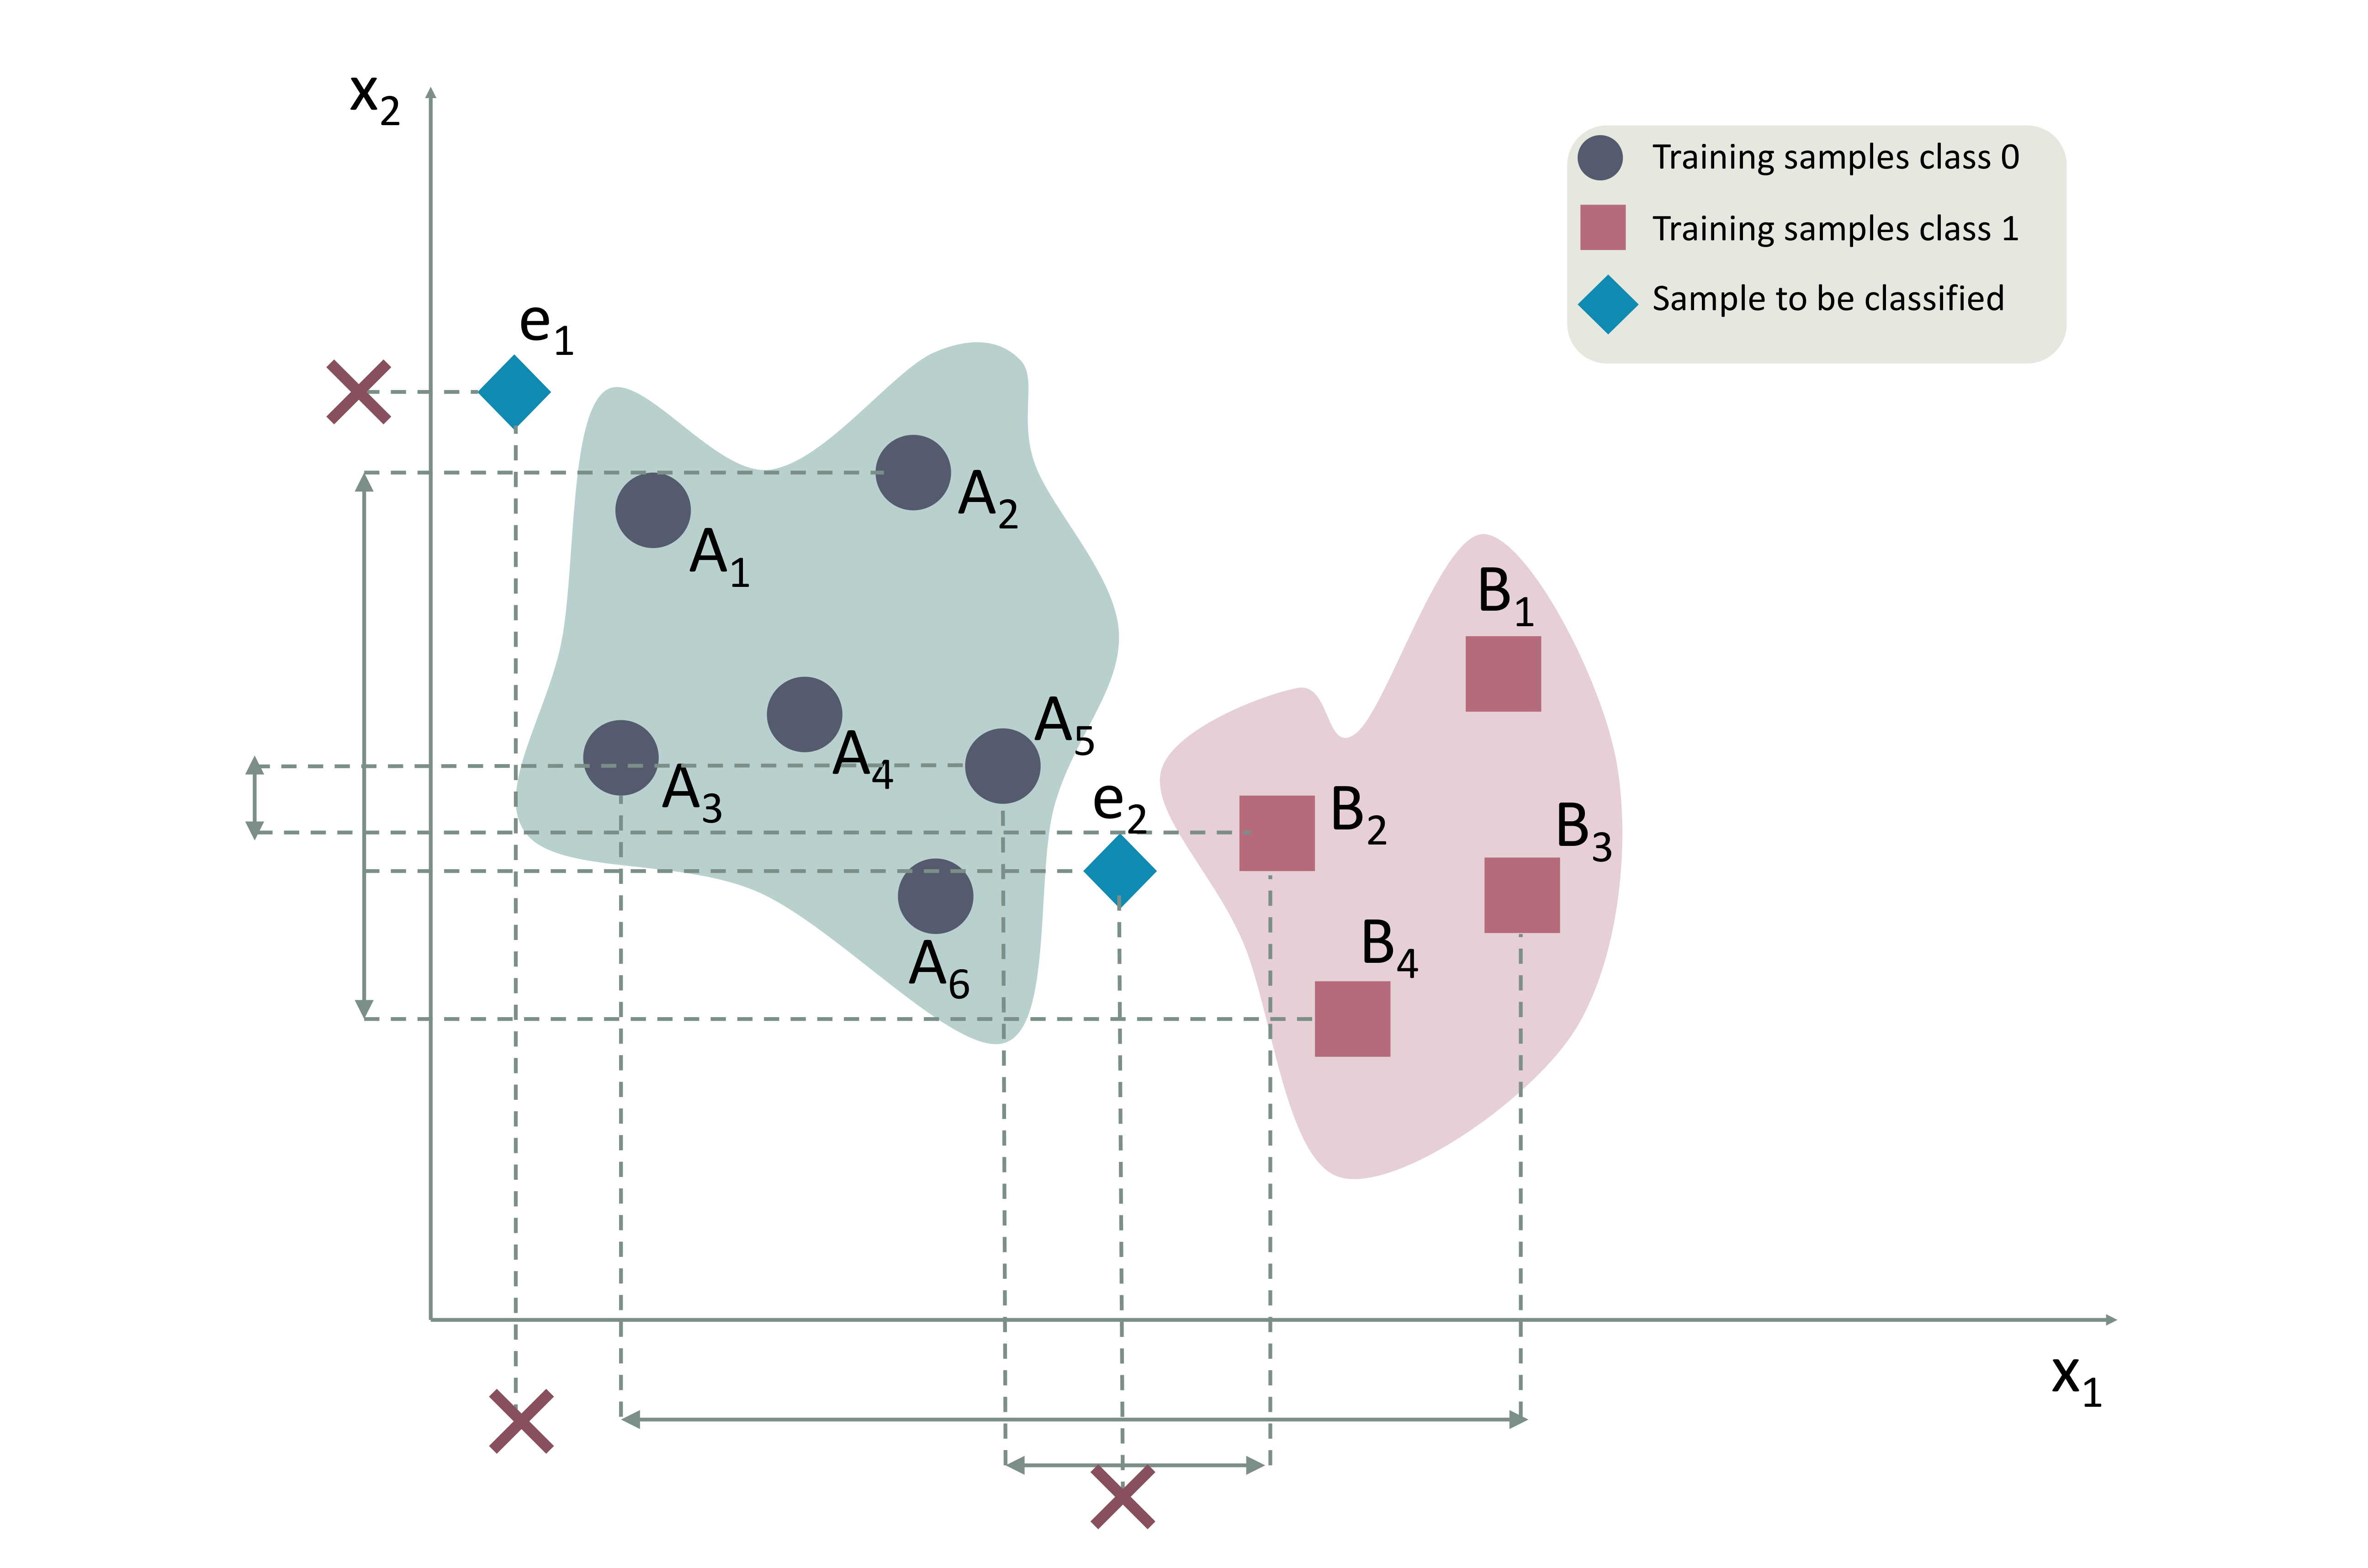 x₂
Training samples class 0
Training samples class 1
Sample to be classified
e₁
A₂
A₁
B₁
A₅
A₄
A₃
e₂
B₂
B₃
B₄
A₆
x₁